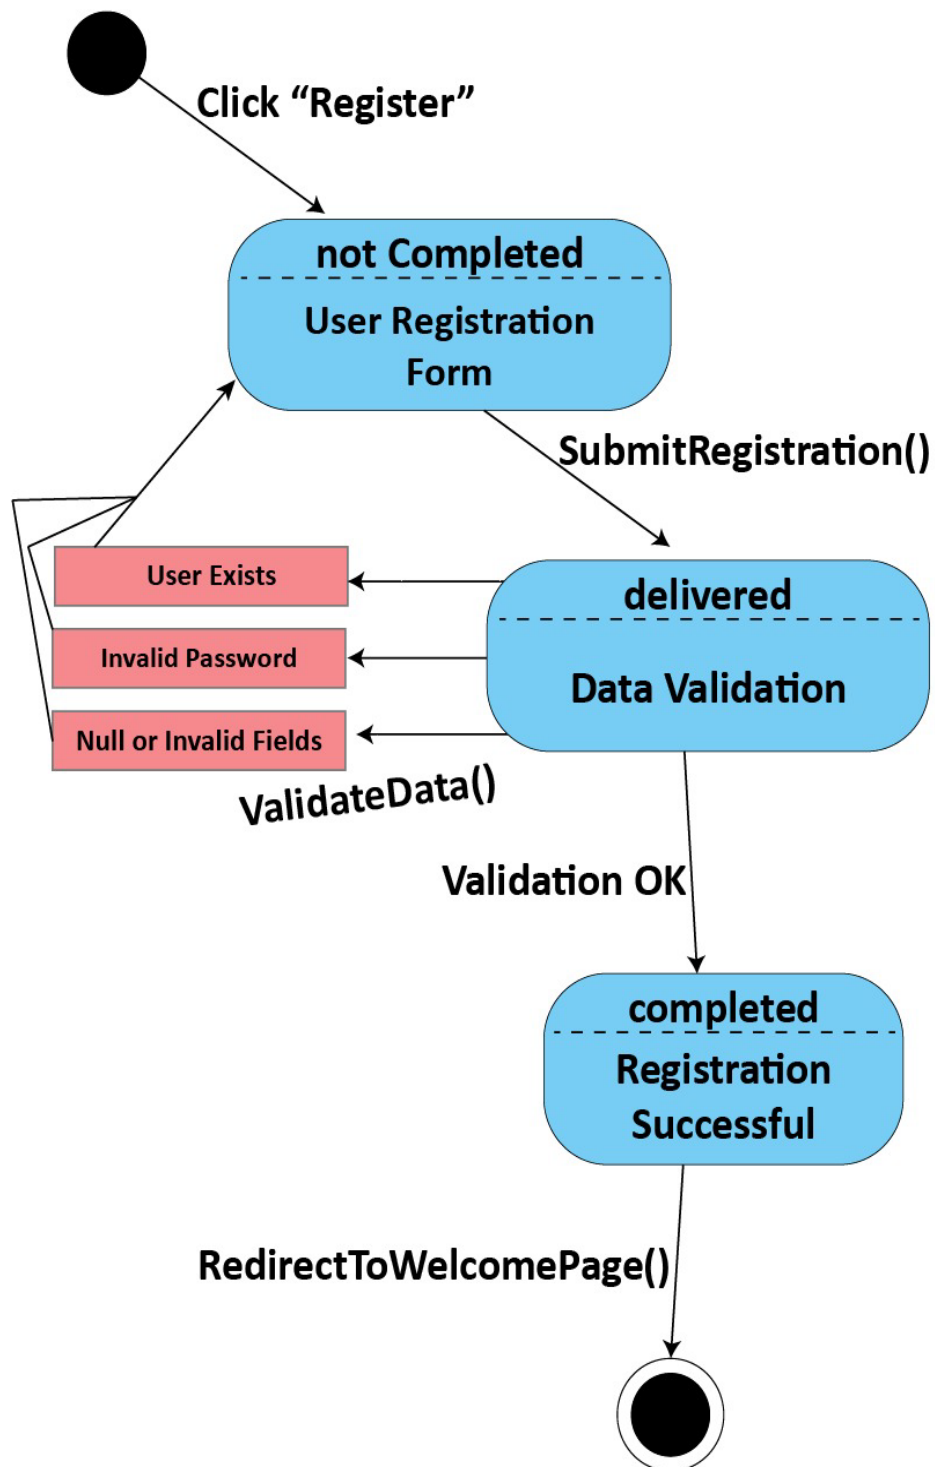 Click “Register”
not Completed
User Registration
Form
SubmitRegistration()
User Exists
Invalid Password
Null or Invalid Fields
delivered
Data Validation
ValidateData()
Validation OK
completed
Registration
Successful
RedirectToWelcomePage()